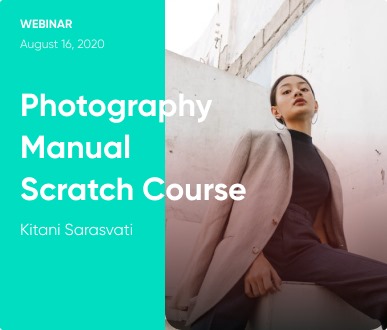 WEBINAR
August 16, 2020
Photography
Manual
Scratch Course
Kitani Sarasvati